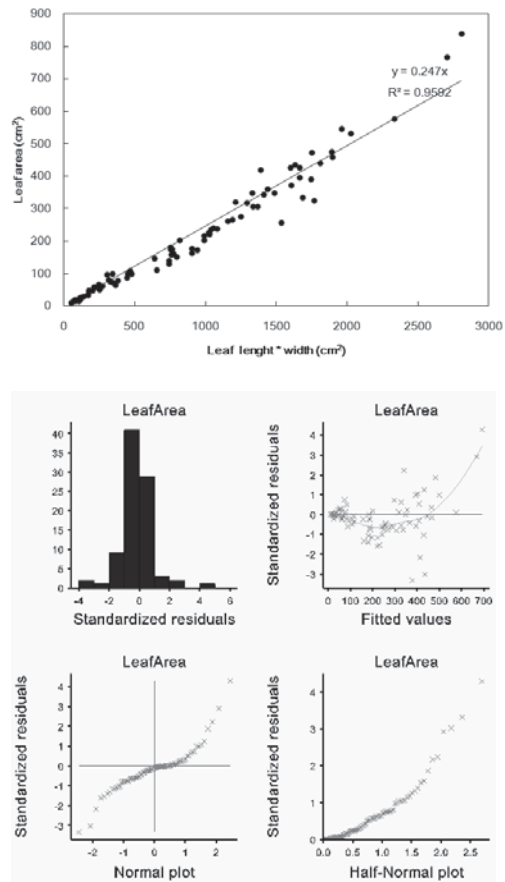 900
800
700
600
500
400
300
200
100
0
Leaf area (cm²)
y = 0.247x
R² = 0.9592
0 500 1000 1500 2000 2500 3000
Leaf lenght * width (cm²)
LeafArea
40
35
30
25
20
15
10
5
0
-4 -2 0 2 4 6
Standardized residuals
LeafArea
Standardized residuals
4
3
2
1
0
-1
-2
-3
0 100 200 300 400 500 600 700
Fitted values
LeafArea
Standardized residuals
4
3
2
1
0
-1
-2
-3
-2 -1 0 1 2
Normal plot
LeafArea
Standardized residuals
4
3
2
1
0
0.0 0.5 1.0 1.5 2.0 2.5
Half-Normal plot